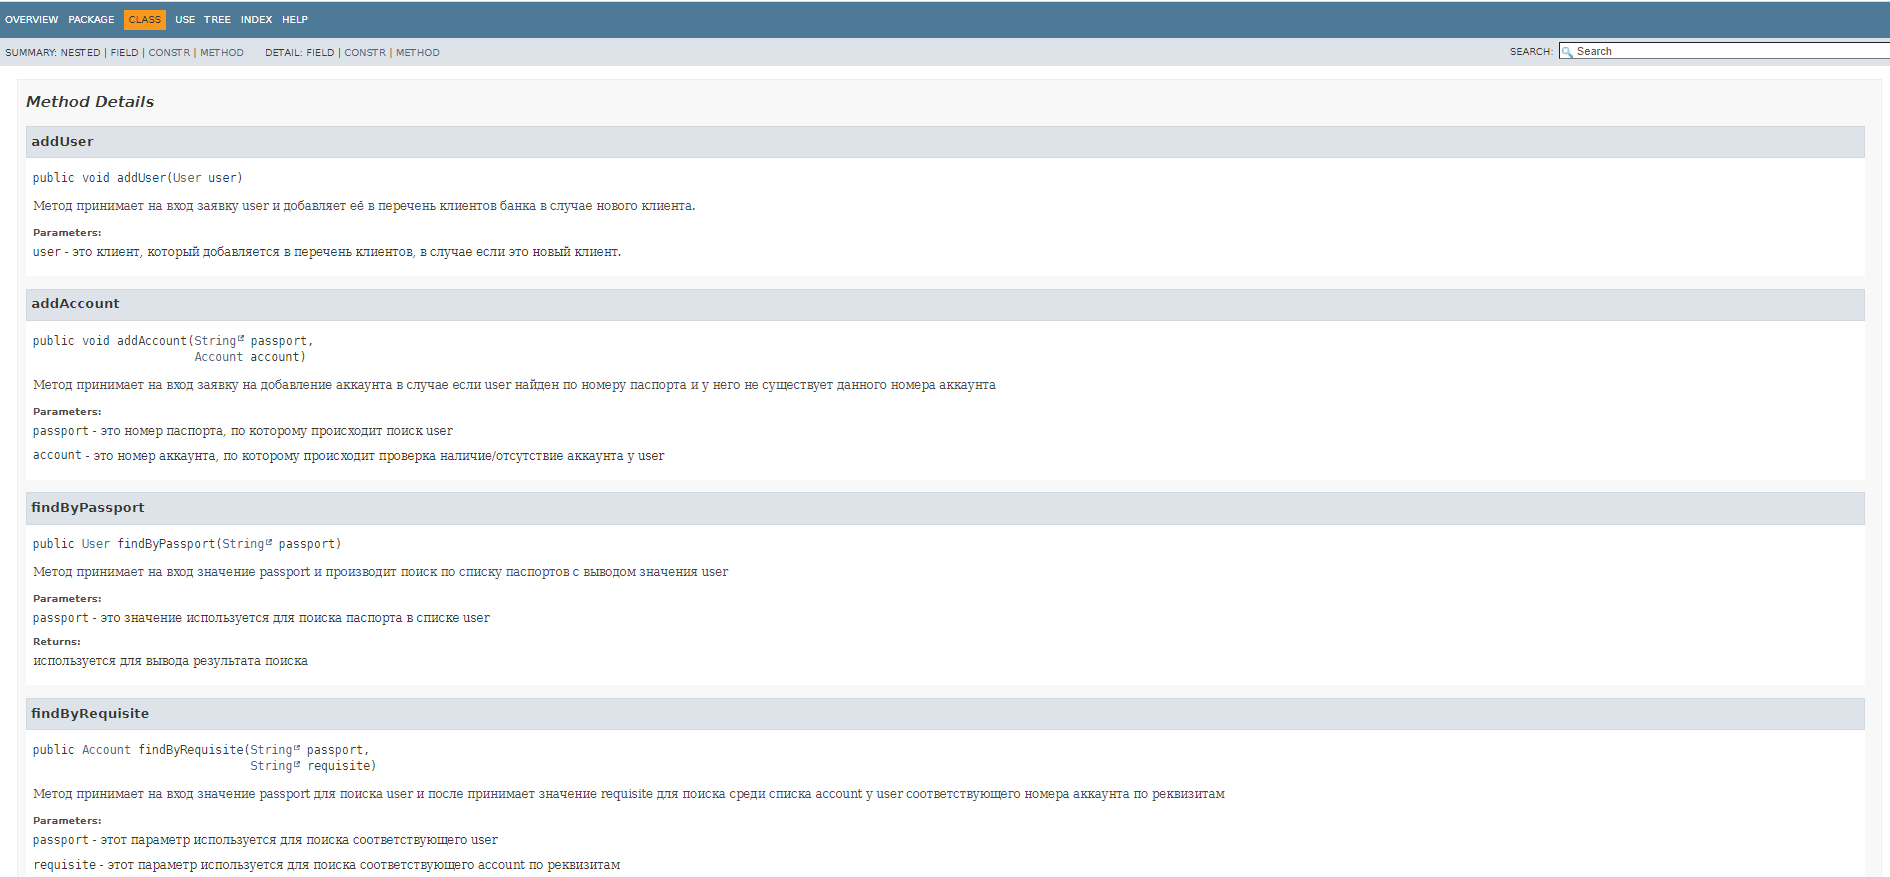 OVERVIEW PACKAGE CLASS USE TREE INDEX HELP
SUMMARY: NESTED | FIELD | CONSTR | METHOD DETAIL: FIELD | CONSTR | METHOD SEARCH: Search
Method Details
addUser
public void addUser(User user)
Метод принимает на вход заявку user и добавляет её в перечень клиентов банка в случае нового клиента.
Parameters:
user - это клиент, который добавляется в перечень клиентов, в случае если это новый клиент.
addAccount
public void addAccount(String passport,
Account account)
Метод принимает на вход заявку на добавление аккаунта в случае если user найден по номеру паспорта и у него не существует данного номера аккаунта
Parameters:
passport - это номер паспорта, по которому происходит поиск user
account - это номер аккаунта, по которому происходит проверка наличие/отсутствие аккаунта у user
findByPassport
public User findByPassport(String passport)
Метод принимает на вход значение passport и производит поиск по списку паспортов с выводом значения user
Parameters:
passport - это значение используется для поиска паспорта в списке user
Returns:
используется для вывода результата поиска
findByRequisite
public Account findByRequisite(String passport,
String requisite)
Метод принимает на вход значение passport для поиска user и после принимает значение requisite для поиска среди списка account у user соответствующего номера аккаунта по реквизитам
Parameters:
passport - этот параметр используется для поиска соответствующего user
requisite - этот параметр используется для поиска соответствующего account по реквизитам